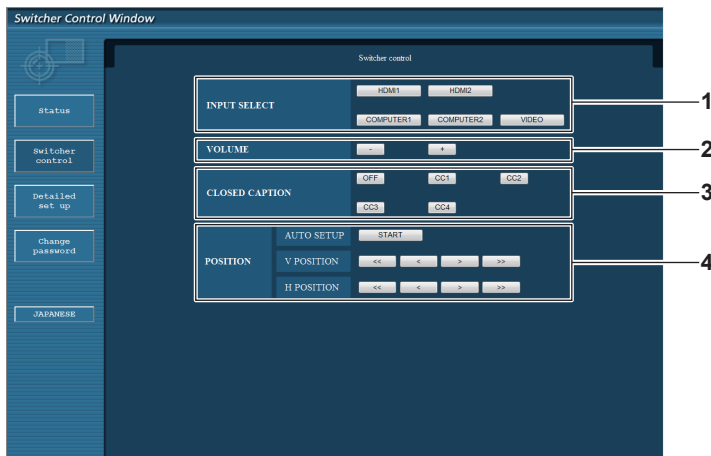 Switcher Control Window
Switcher control
Status
Switcher
control
Detailed
set up
Change
password
JAPANESE
INPUT SELECT
HDMI1 HDMI2
COMPUTER1 COMPUTER2 VIDEO
1
VOLUME - +
2
CLOSED CAPTION
OFF CC1 CC2
CC3 CC4
3
POSITION
AUTO SETUP START
V POSITION << < > >>
H POSITION << < > >>
4